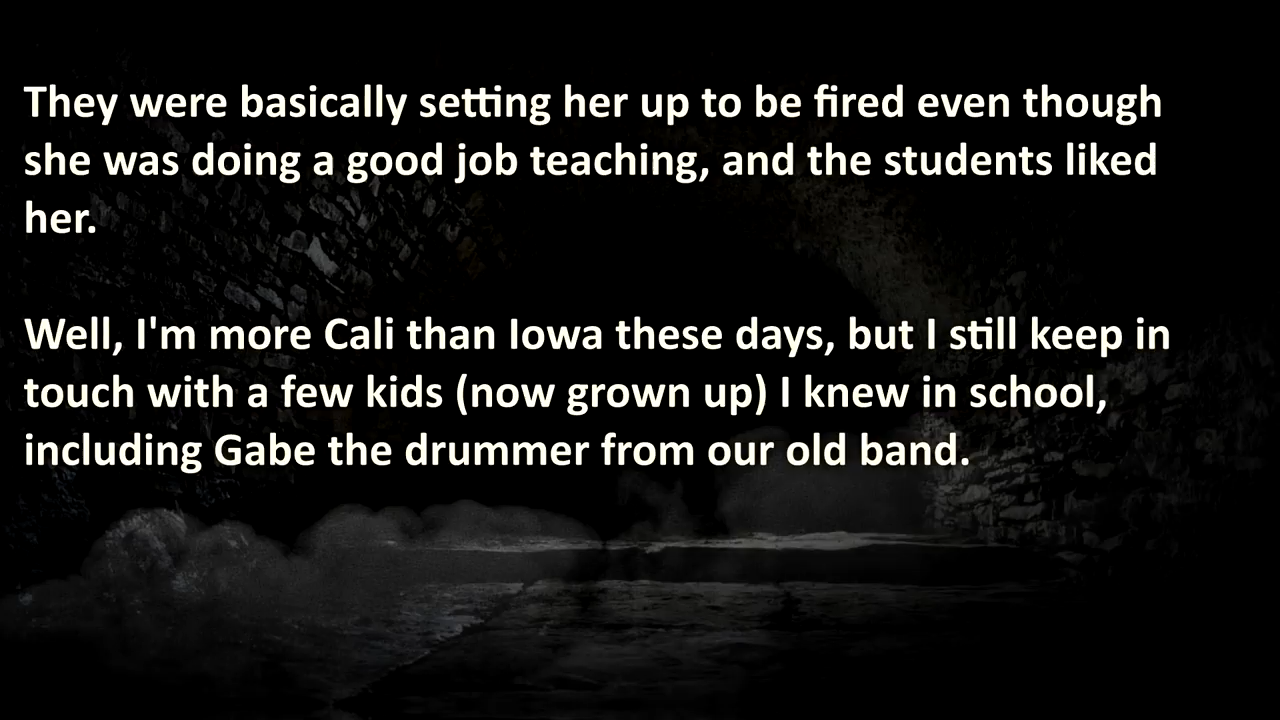 They were basically setting her up to be fired even though
she was doing a good job teaching, and the students liked
her.
Well, I'm more Cali than Iowa these days, but I still keep in
touch with a few kids (now grown up) I knew in school,
including Gabe the drummer from our old band.